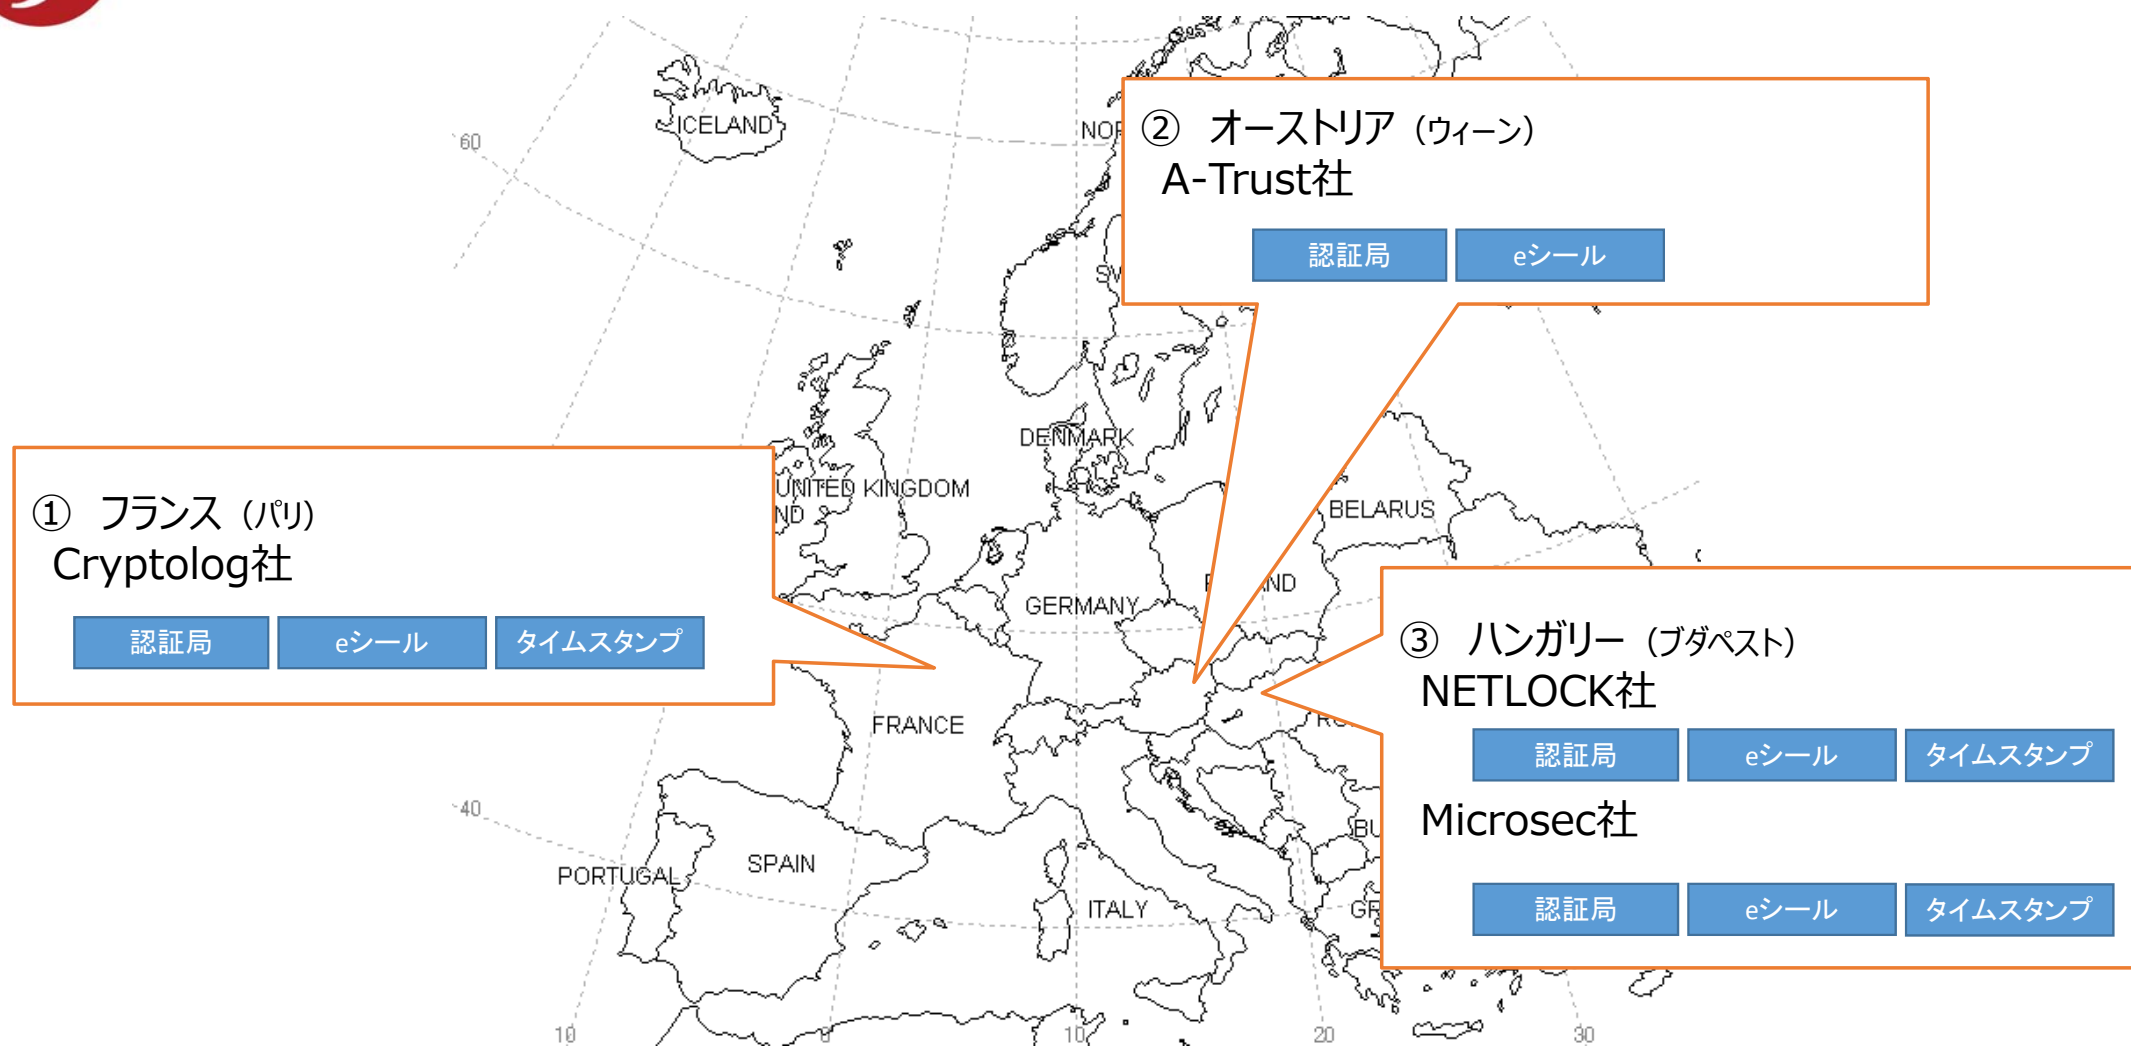 ICELAND
60
② オーストリア（ウィーン）
A-Trust社
認証局
eシール
DENMARK
UNITED KINGDOM
BELARUS
① フランス（パリ）
Cryptolog社
認証局
eシール
タイムスタンプ
GERMANY
③ ハンガリー（ブダペスト）
NETLOCK社
認証局
eシール
タイムスタンプ
Microsec社
認証局
eシール
タイムスタンプ
FRANCE
40
SPAIN
PORTUGAL
ITALY
10
0
10
20
30